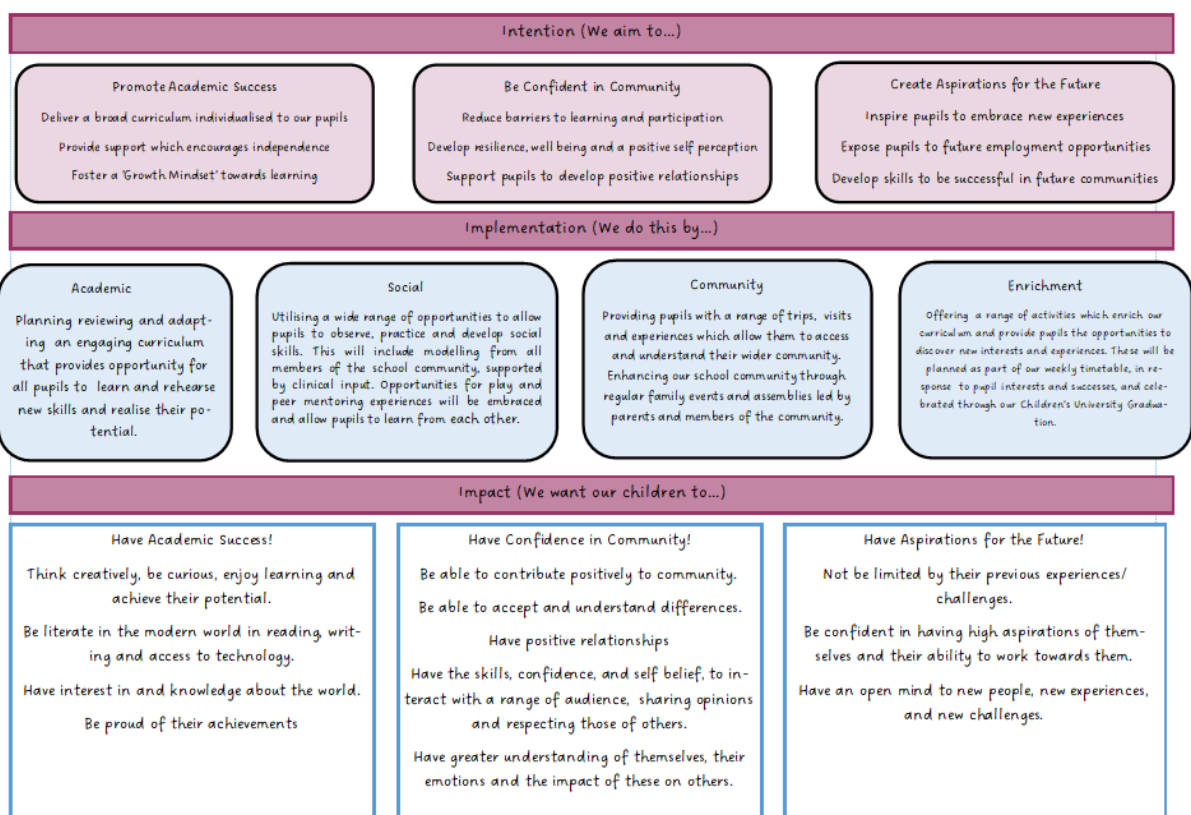 Intention (We aim to...)
Promote Academic Success
Deliver a broad curriculum individualised to our pupils
Provide support which encourages independence
Foster a 'Growth Mindset' towards learning
Be Confident in Community
Reduce barriers to learning and participation
Develop resilience, well being and a positive self perception
Support pupils to develop positive relationships
Create Aspirations for the Future
Inspire pupils to embrace new experiences
Expose pupils to future employment opportunities
Develop skills to be successful in future communities
Implementation (We do this by...)
Academic
Planning reviewing and adapt-
ing an engaging curriculum
that provides opportunity for
all pupils to learn and rehearse
new skills and realise their po-
tential.
Social
Utilising a wide range of opportunities to allow
pupils to observe, practice and develop social
skills. This will include modelling from all
members of the school community, supported
by clinical input. Opportunities for play and
peer mentoring experiences will be embraced
and allow pupils to learn from each other.
Community
Providing pupils with a range of trips, visits
and experiences which allow them to access
and understand their wider community.
Enhancing our school community through
regular family events and assemblies led by
parents and members of the community.
Enrichment
Offering a range of activities which enrich our
curriculum and provide pupils the opportunities to
discover new interests and experiences. These will be
planned as part of our weekly timetable, in re-
sponse to pupil interests and successes, and cele-
brated through our Children's University Gradua-
tion.
Impact (We want our children to...)
Have Academic Success!
Think creatively, be curious, enjoy learning and
achieve their potential.
Be literate in the modern world in reading, writ-
ing and access to technology.
Have interest in and knowledge about the world.
Be proud of their achievements
Have Confidence in Community!
Be able to contribute positively to community.
Be able to accept and understand differences.
Have positive relationships
Have the skills, confidence, and self belief, to in-
teract with a range of audience, sharing opinions
and respecting those of others.
Have greater understanding of themselves, their
emotions and the impact of these on others.
Have Aspirations for the Future!
Not be limited by their previous experiences/
challenges.
Be confident in having high aspirations of them-
selves and their ability to work towards them.
Have an open mind to new people, new experiences,
and new challenges.